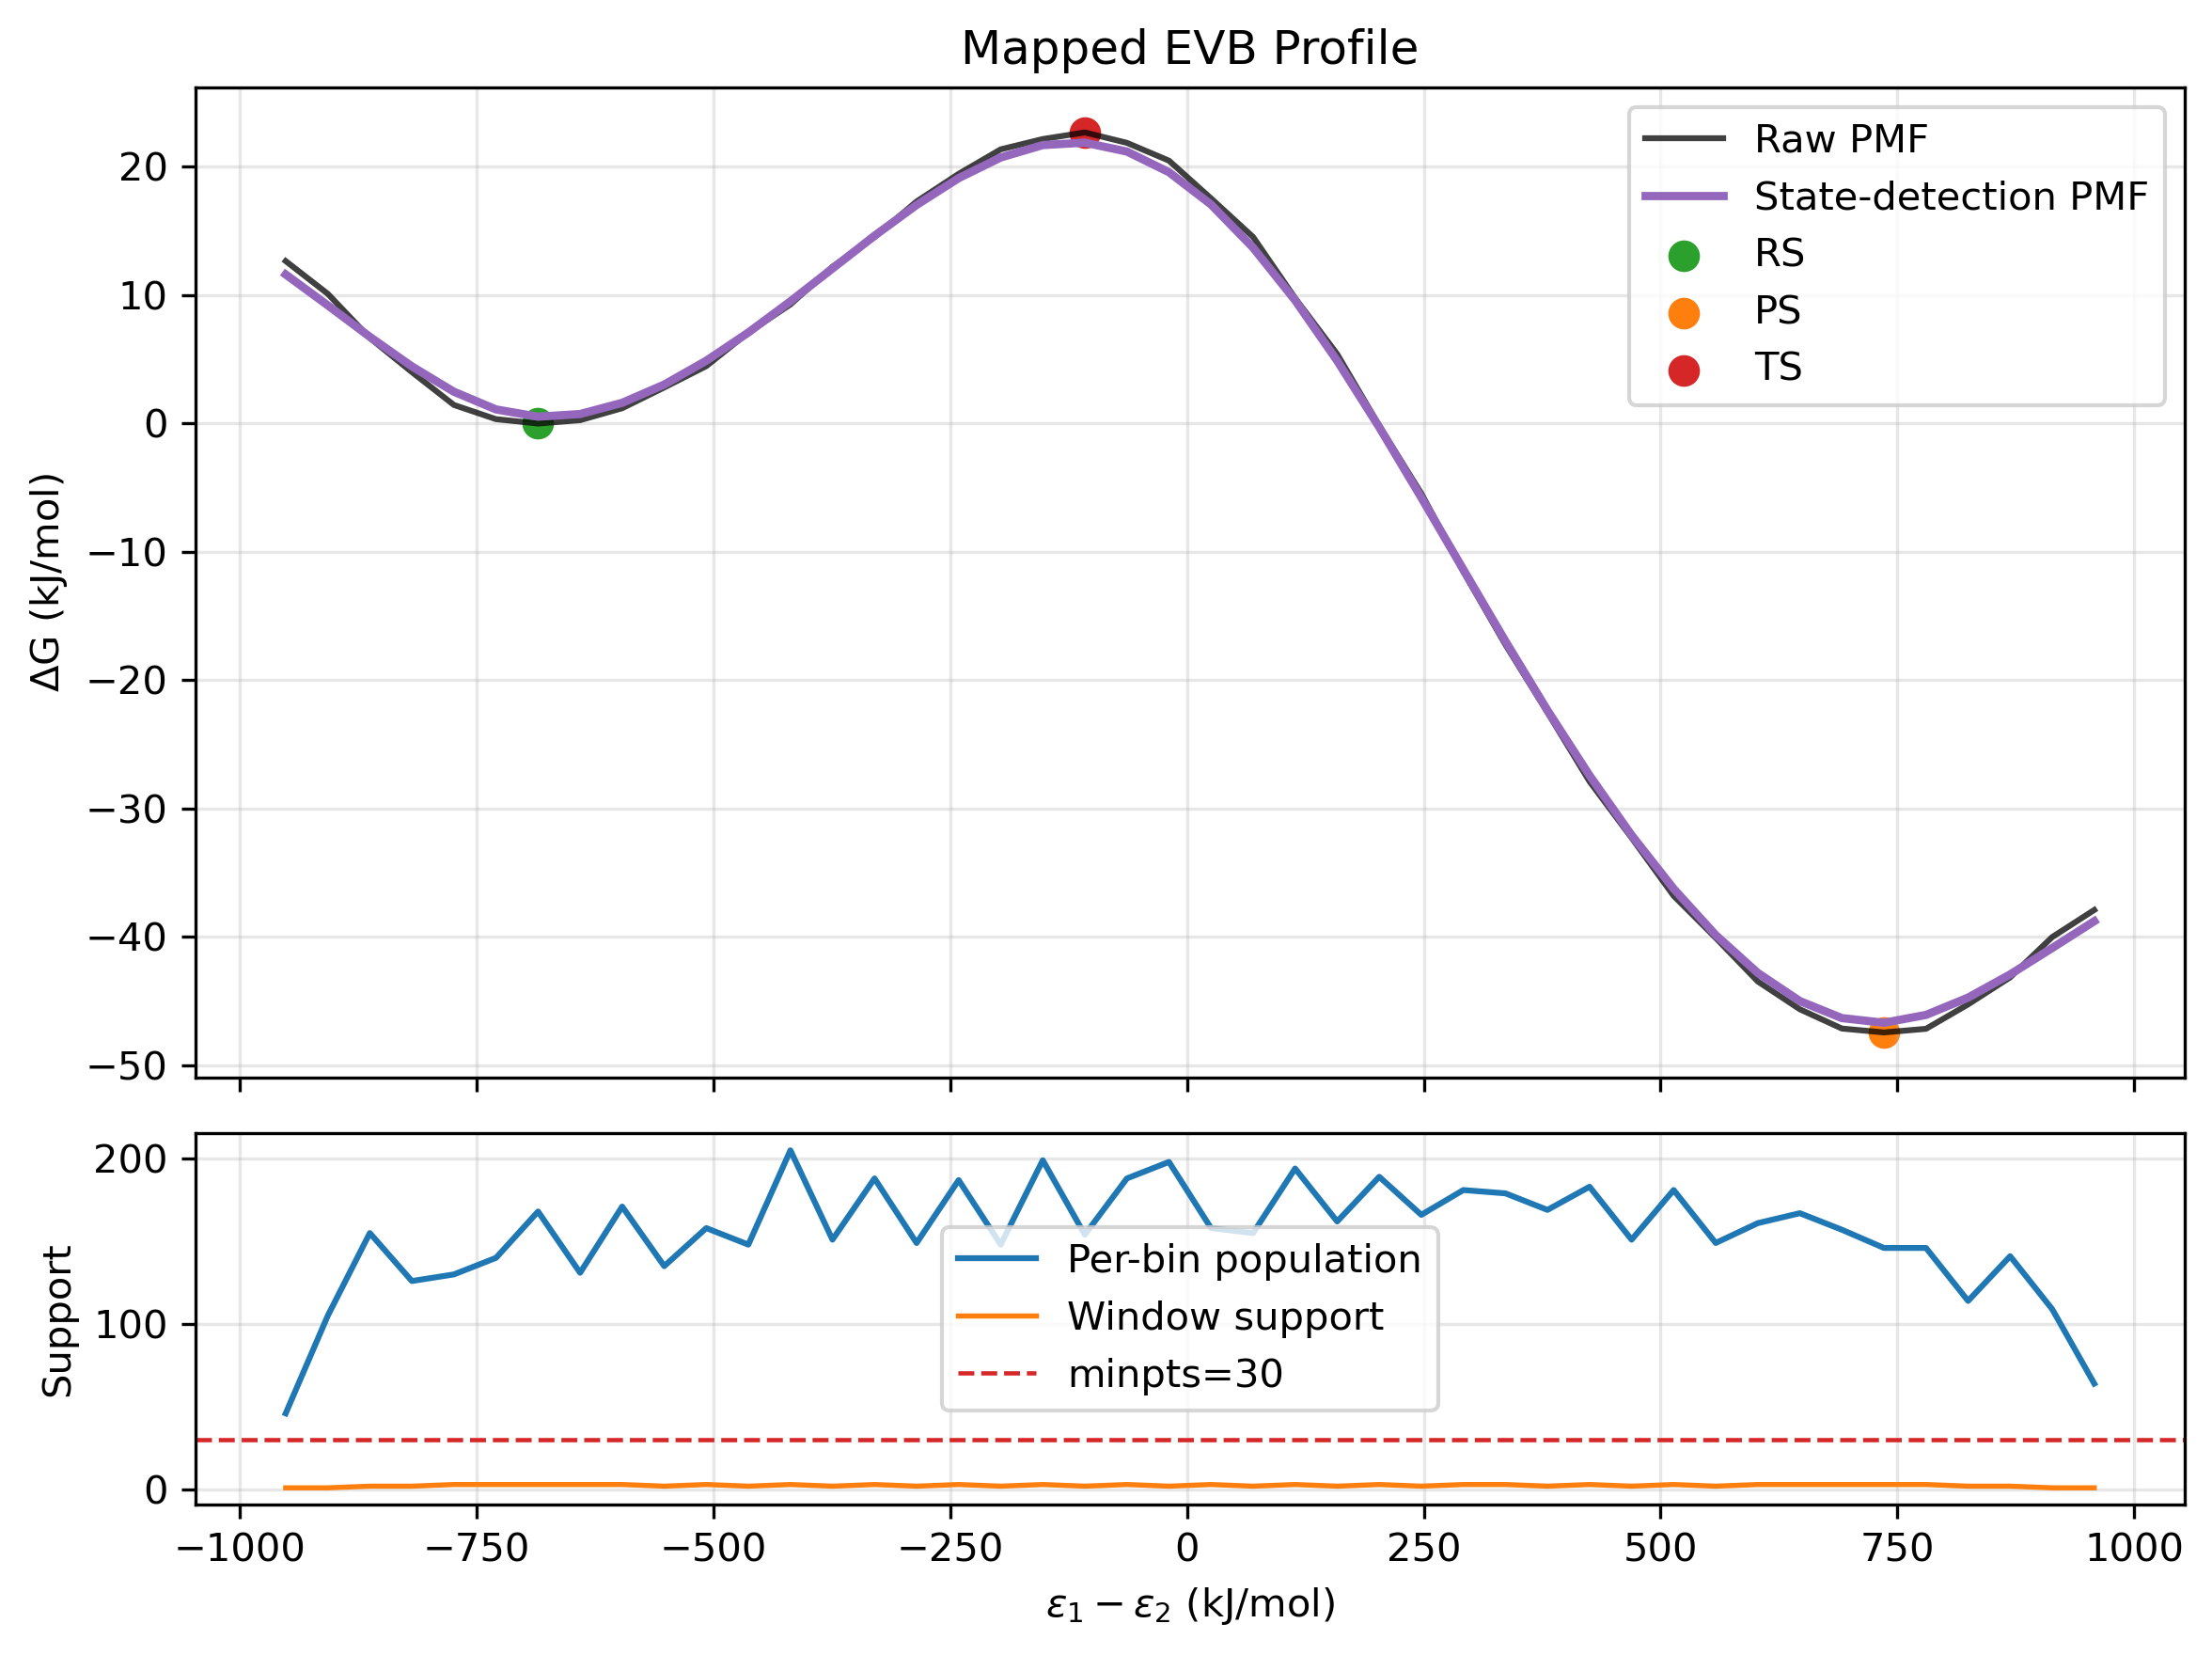 Mapped EVB Profile
ΔG (kJ/mol)
20
10
0
−10
−20
−30
−40
−50
Raw PMF
State-detection PMF
RS
PS
TS
Support
200
100
0
Per-bin population
Window support
minpts=30
−1000 −750 −500 −250 0 250 500 750 1000
ε₁ − ε₂ (kJ/mol)